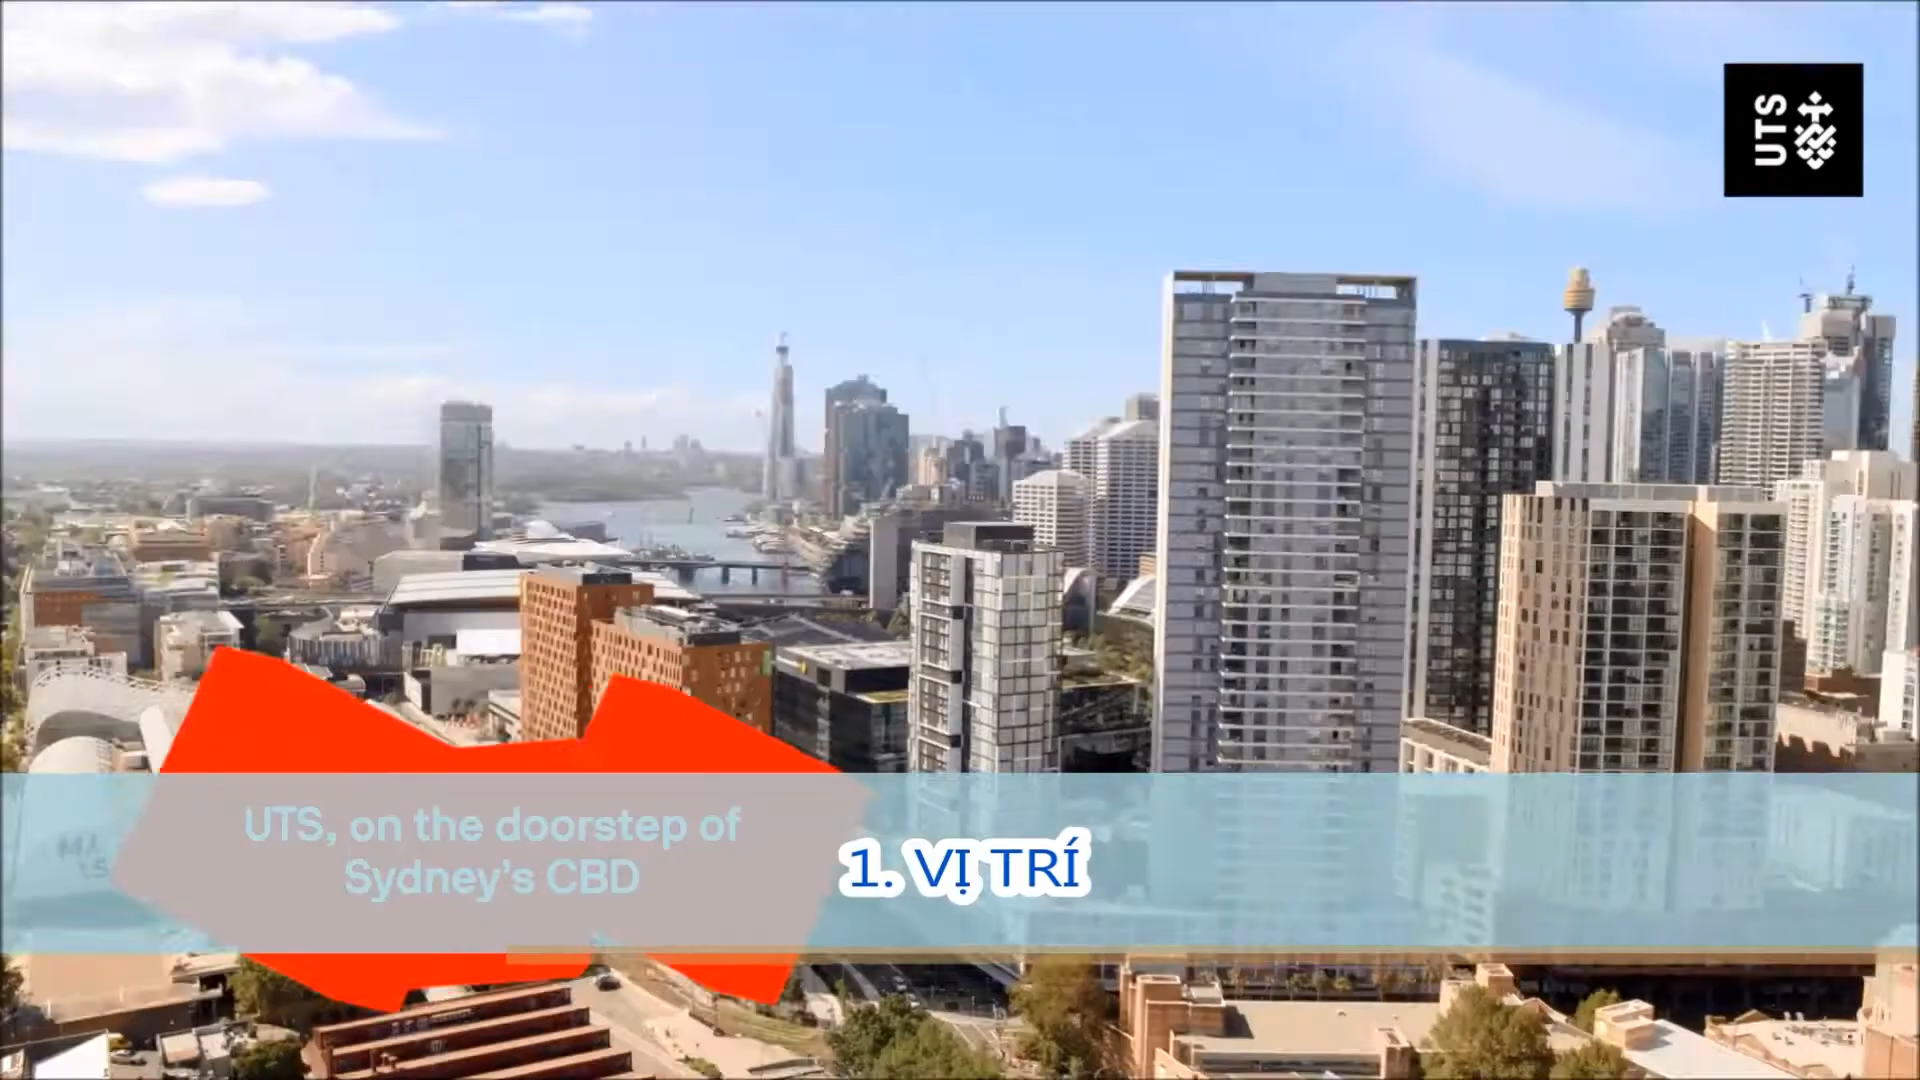 UTS
UTS, on the doorstep of
Sydney's CBD
1. VỊ TRÍ